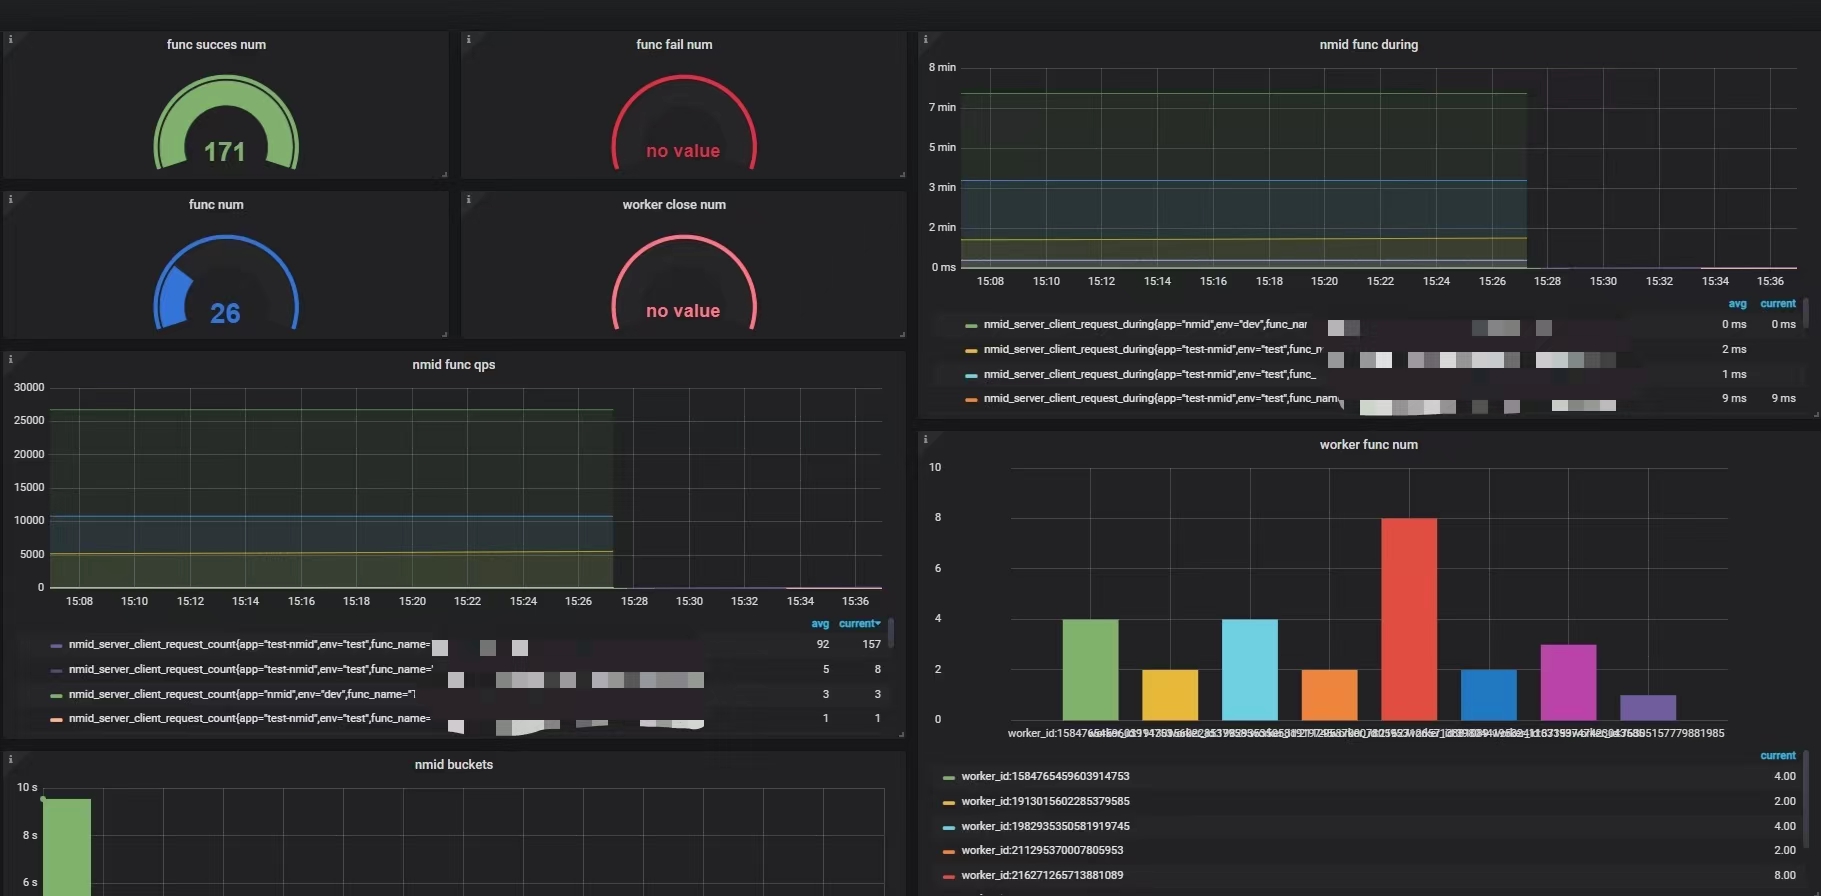 func succes num
171
func fail num
no value
func num
26
worker close num
no value
nmid func qps
30000
25000
20000
15000
10000
5000
0
15:08 15:10 15:12 15:14 15:16 15:18 15:20 15:22 15:24 15:26 15:28 15:30 15:32 15:34 15:36
avg current
nmid_server_client_request_count{app="test-nmid",env="test",func_name= 92 157
nmid_server_client_request_count{app="test-nmid",env="test",func_name=' 5 8
nmid_server_client_request_count{app="nmid",env="dev",func_name="T 3 3
nmid_server_client_request_count{app="test-nmid",env="test",func_name= 1 1
nmid buckets
10 s
8 s
6 s
nmid func during
8 min
7 min
5 min
3 min
2 min
0 ms
15:08 15:10 15:12 15:14 15:16 15:18 15:20 15:22 15:24 15:26 15:28 15:30 15:32 15:34 15:36
avg current
nmid_server_client_request_during{app="nmid",env="dev",func_nar 0 ms 0 ms
nmid_server_client_request_during{app="test-nmid",env="test",func_n 2 ms
nmid_server_client_request_during{app="test-nmid",env="test",func_ 1 ms
nmid_server_client_request_during{app="test-nmid",env="test",func_nam 9 ms 9 ms
worker func num
10
8
6
4
2
0
current
worker_id:1584765459603914753 4.00
worker_id:1913015602285379585 2.00
worker_id:1982935350581919745 4.00
worker_id:211295370007805953 2.00
worker_id:216271265713881089 8.00